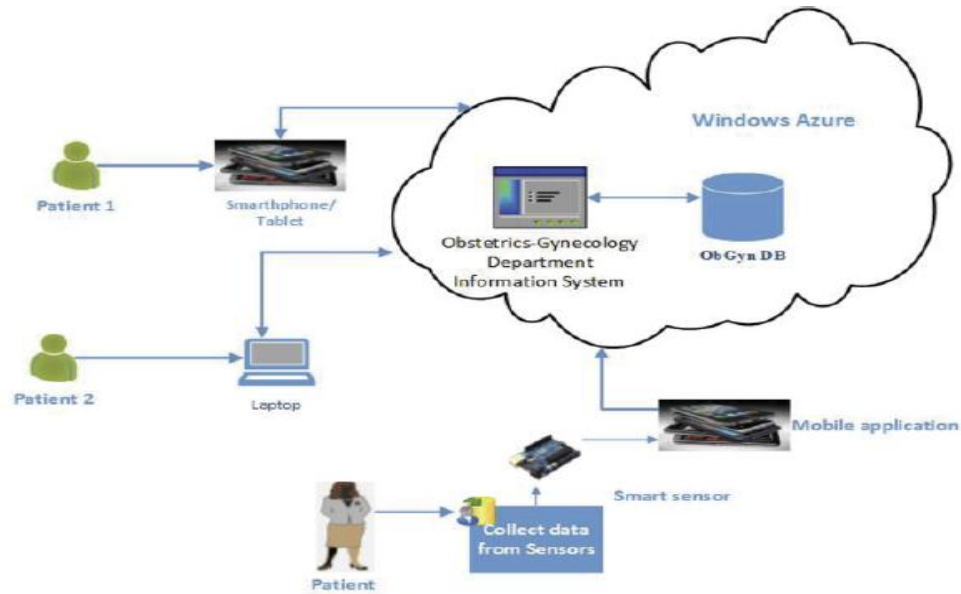 Windows Azure
Patient 1
Smarthphone/
Tablet
Obstetrics-Gynecology
Department
Information System
ObGyn DB
Patient 2
Laptop
Mobile application
Smart sensor
Collect data
from Sensors
Patient